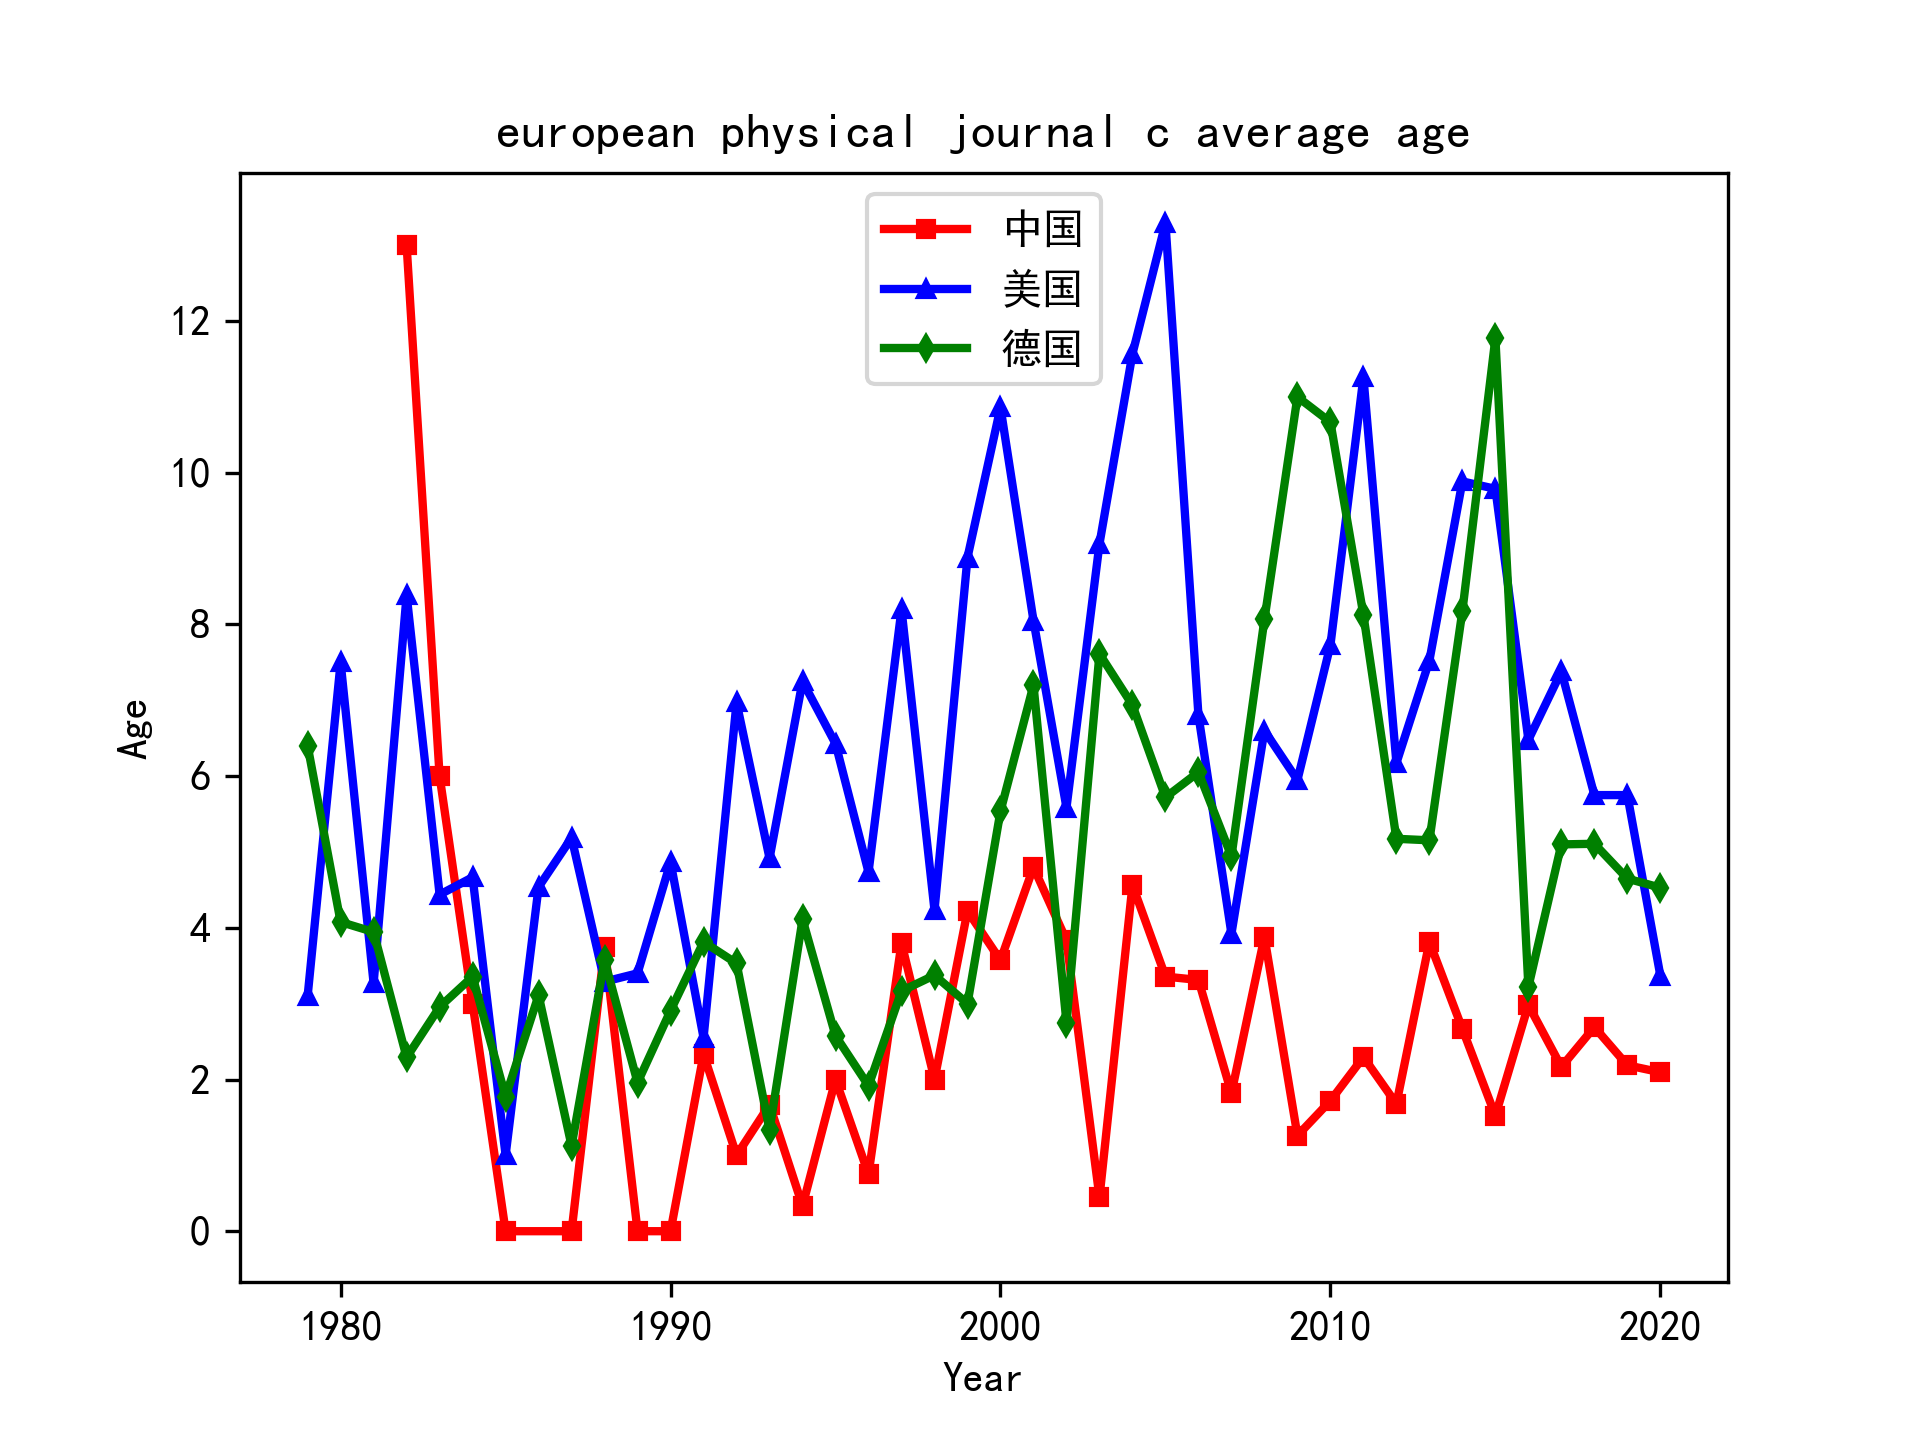 european physical journal c average age
中国
美国
德国
Age
12
10
8
6
4
2
0
1980 1990 2000 2010 2020
Year